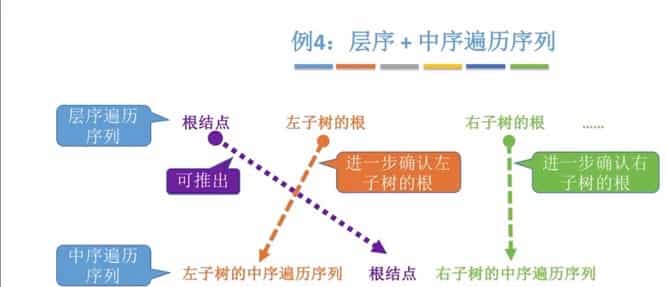 例4：层序 + 中序遍历序列
层序遍历
序列
根结点
左子树的根
右子树的根
......
可推出
进一步确认左
子树的根
进一步确认右
子树的根
中序遍历
序列
左子树的中序遍历序列
根结点
右子树的中序遍历序列